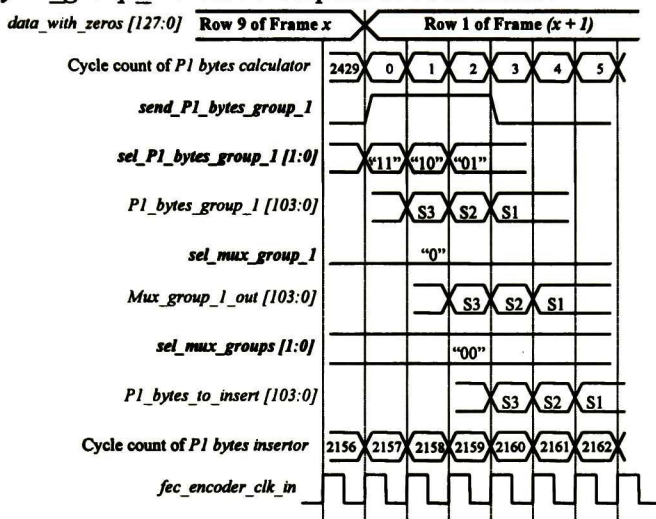 data_with_zeros [127:0] Row 9 of Frame x Row 1 of Frame (x + 1)
Cycle count of P1 bytes calculator 2429 0 1 2 3 4 5
send_P1_bytes_group_1
sel_P1_bytes_group_1 [1:0] “11” “10” “01”
P1_bytes_group_1 [103:0] S3 S2 S1
sel_mux_group_1 “0”
Mux_group_1_out [103:0] S3 S2 S1
sel_mux_groups [1:0] “00”
P1_bytes_to_insert [103:0] S3 S2 S1
Cycle count of P1 bytes insertor 2156 2157 2158 2159 2160 2161 2162
fec_encoder_clk_in